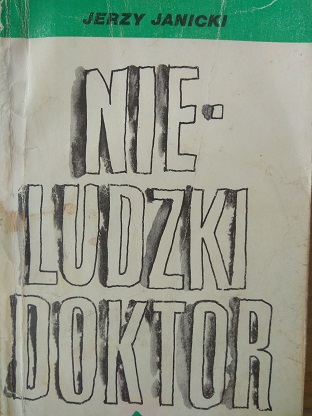 JERZY JANICKI
NIE-
LUDZKI
DOKTOR